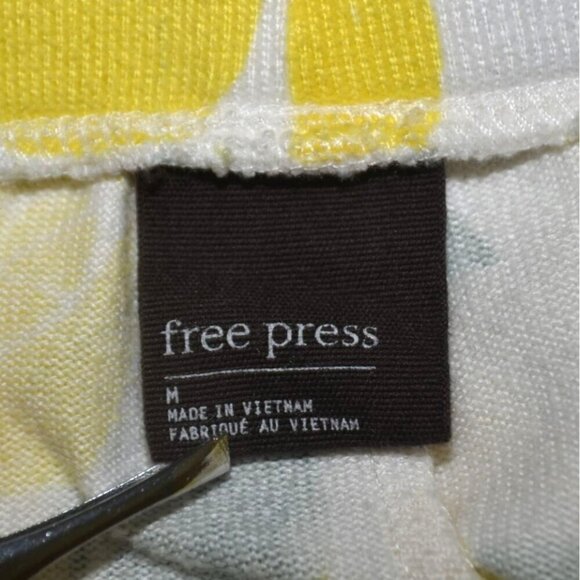 free press
M
MADE IN VIETNAM
FABRIQUÉ AU VIETNAM